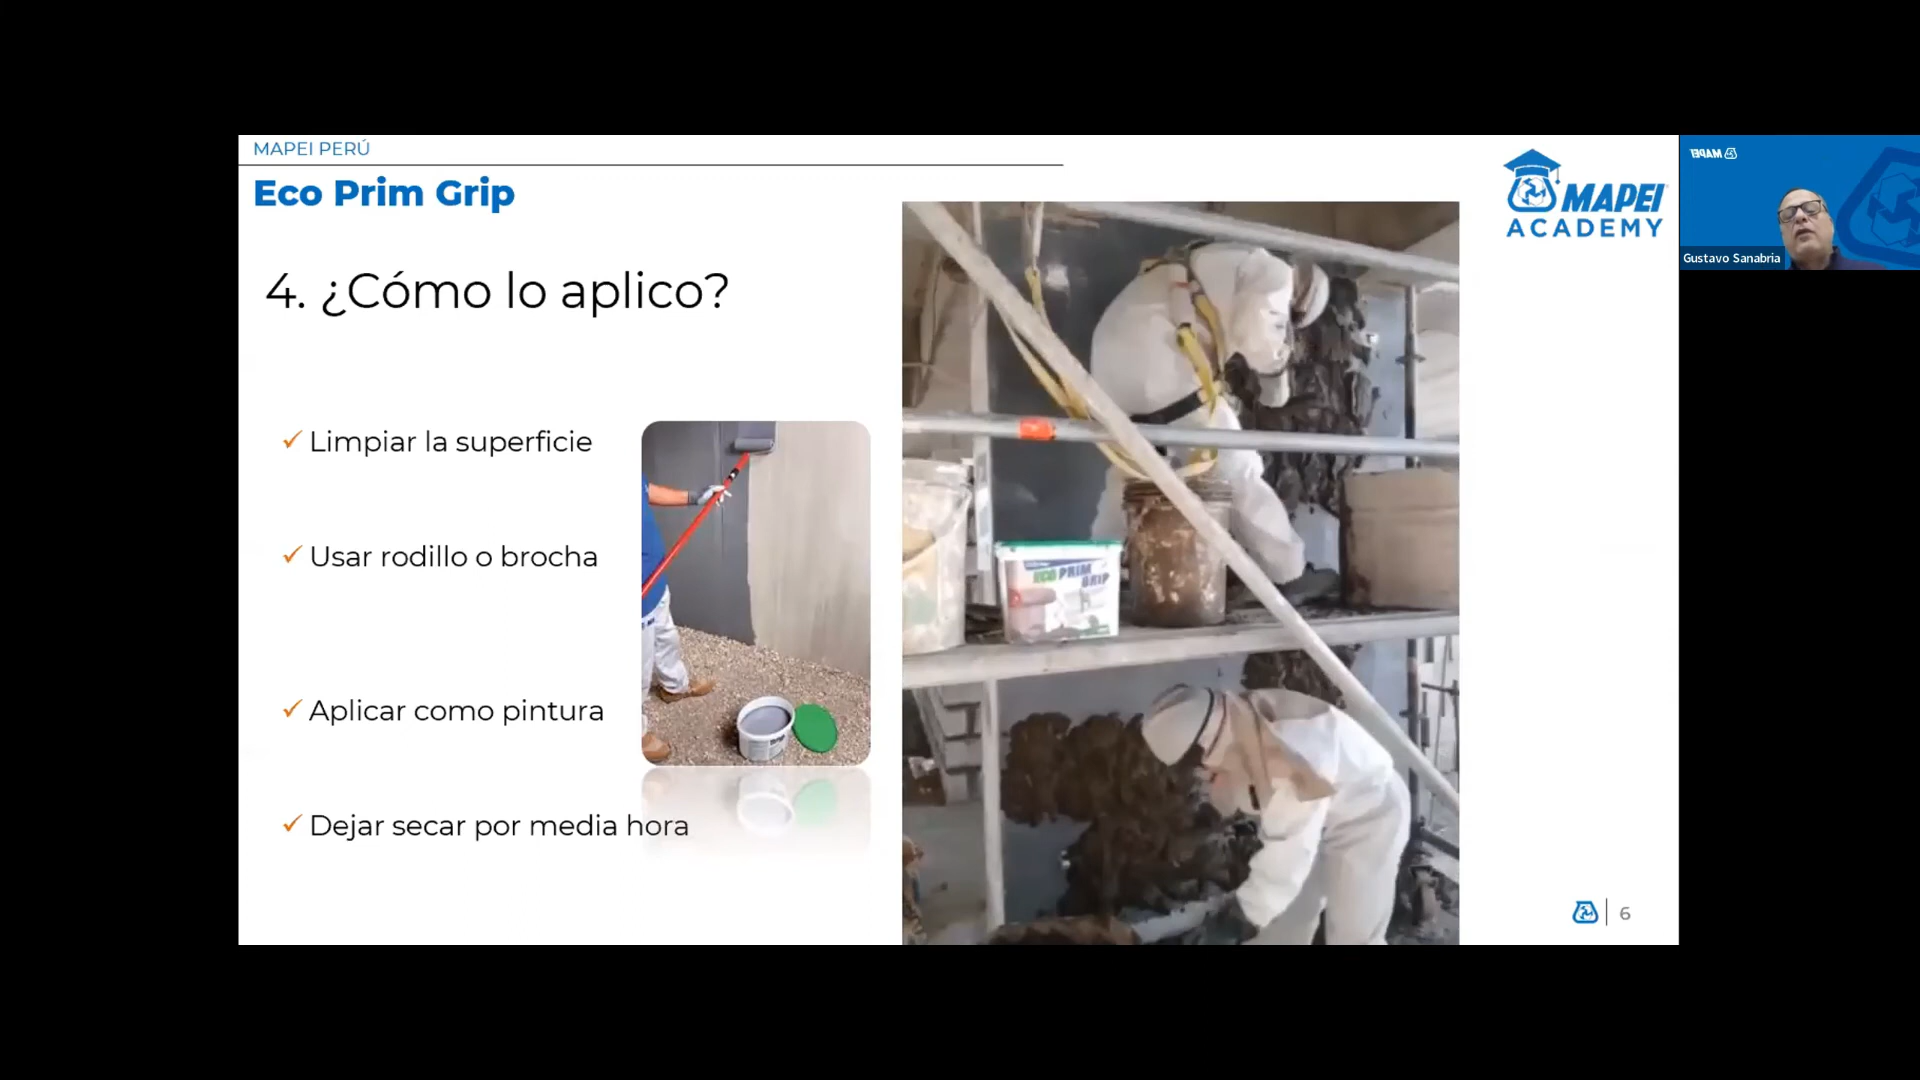 MAPEI PERÚ
Eco Prim Grip
4. ¿Cómo lo aplico?
✓ Limpiar la superficie
✓ Usar rodillo o brocha
✓ Aplicar como pintura
✓ Dejar secar por media hora
ECO PRIM
GRIP
MAPEI
ACADEMY
6
MAPEI
Gustavo Sanabria